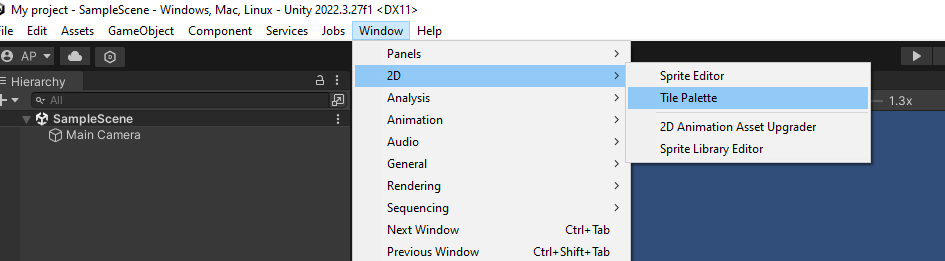 My project - SampleScene - Windows, Mac, Linux - Unity 2022.3.27f1 <DX11>
File Edit Assets GameObject Component Services Jobs Window Help
AP
Hierarchy
All
SampleScene
Main Camera
Panels
2D
Analysis
Animation
Audio
General
Rendering
Sequencing
Next Window Ctrl+Tab
Previous Window Ctrl+Shift+Tab
Sprite Editor
Tile Palette
2D Animation Asset Upgrader
Sprite Library Editor
1.3x